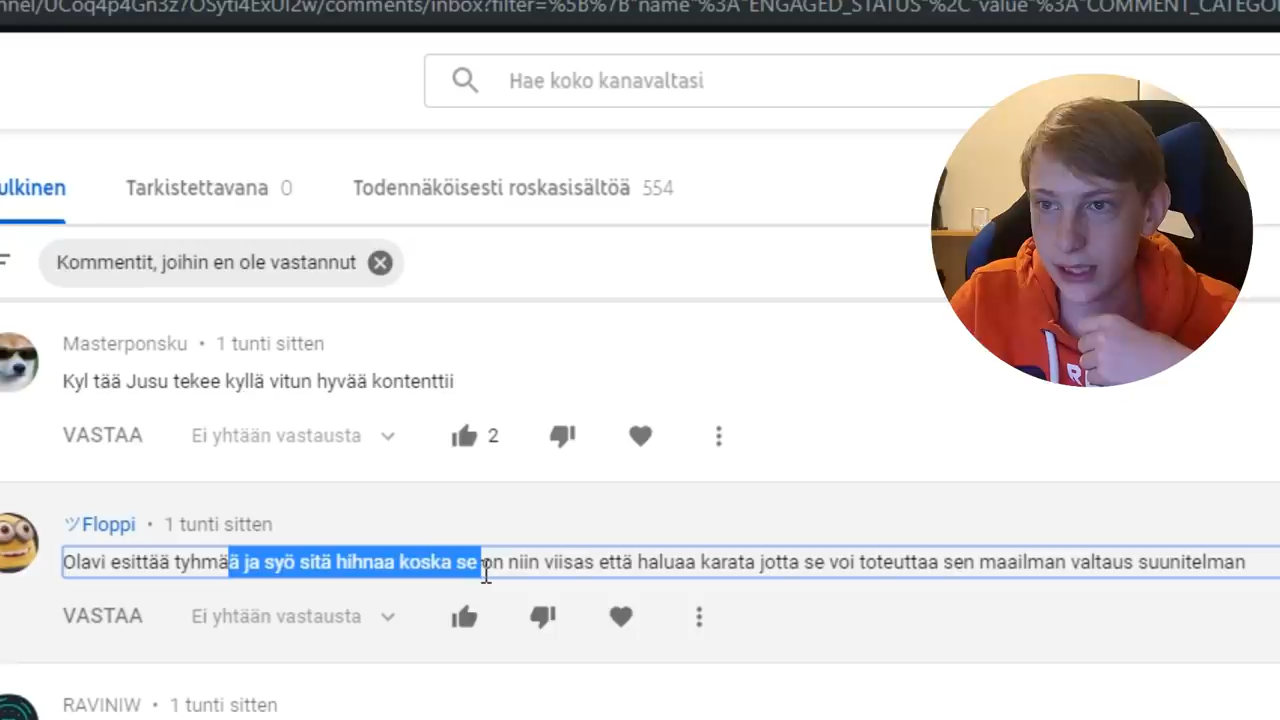 nnel/UCoq4p4Gn3z7OSyti4ExUl2w/comments/inbox?filter=%5B%7B"name"%3A"ENGAGED_STATUS"%2C"value"%3A"COMMENT_CATEGO
Hae koko kanavaltasi
ulkinen Tarkistettavana 0 Todennäköisesti roskasisältöä 554
Kommentit, joihin en ole vastannut
Masterponsku • 1 tunti sitten
Kyl tää Jusu tekee kyllä vitun hyvää kontenttii
VASTAA Ei yhtään vastausta 2
ツFloppi • 1 tunti sitten
Olavi esittää tyhmää ja syö sitä hihnaa koska se on niin viisas että haluaa karata jotta se voi toteuttaa sen maailman valtaus suunitelman
VASTAA Ei yhtään vastausta
RAVINIW • 1 tunti sitten